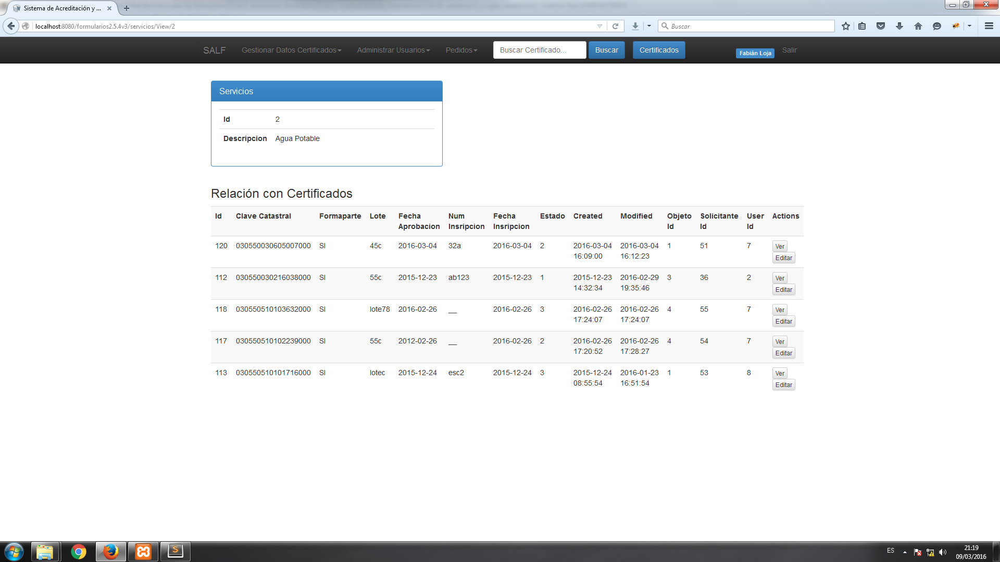 Sistema de Acreditación y ...
localhost:8080/formularios2.5.4v3/servicios/View/2
Buscar
SALF
Gestionar Datos Certificados
Administrar Usuarios
Pedidos
Buscar Certificado...
Buscar
Certificados
Fabián Loja
Salir
Servicios
Id 2
Descripcion Agua Potable
Relación con Certificados
Id Clave Catastral Formaparte Lote Fecha Aprobacion Num Insripcion Fecha Insripcion Estado Created Modified Objeto Id Solicitante Id User Id Actions
120 030550030605007000 SI 45c 2016-03-04 32a 2016-03-04 2 2016-03-04 16:09:00 2016-03-04 16:12:23 1 51 7 Ver Editar
112 030550030216038000 SI 55c 2015-12-23 ab123 2015-12-23 1 2015-12-23 14:32:34 2016-02-29 19:35:46 3 36 2 Ver Editar
118 030550510103632000 SI lote78 2016-02-26 __ 2016-02-26 3 2016-02-26 17:24:07 2016-02-26 17:24:07 4 55 7 Ver Editar
117 030550510102239000 SI 55c 2012-02-26 __ 2016-02-26 2 2016-02-26 17:20:52 2016-02-26 17:28:27 4 54 7 Ver Editar
113 030550510101716000 SI lotec 2015-12-24 esc2 2015-12-24 3 2015-12-24 08:55:54 2016-01-23 16:51:54 1 53 8 Ver Editar
ES
21:19
09/03/2016